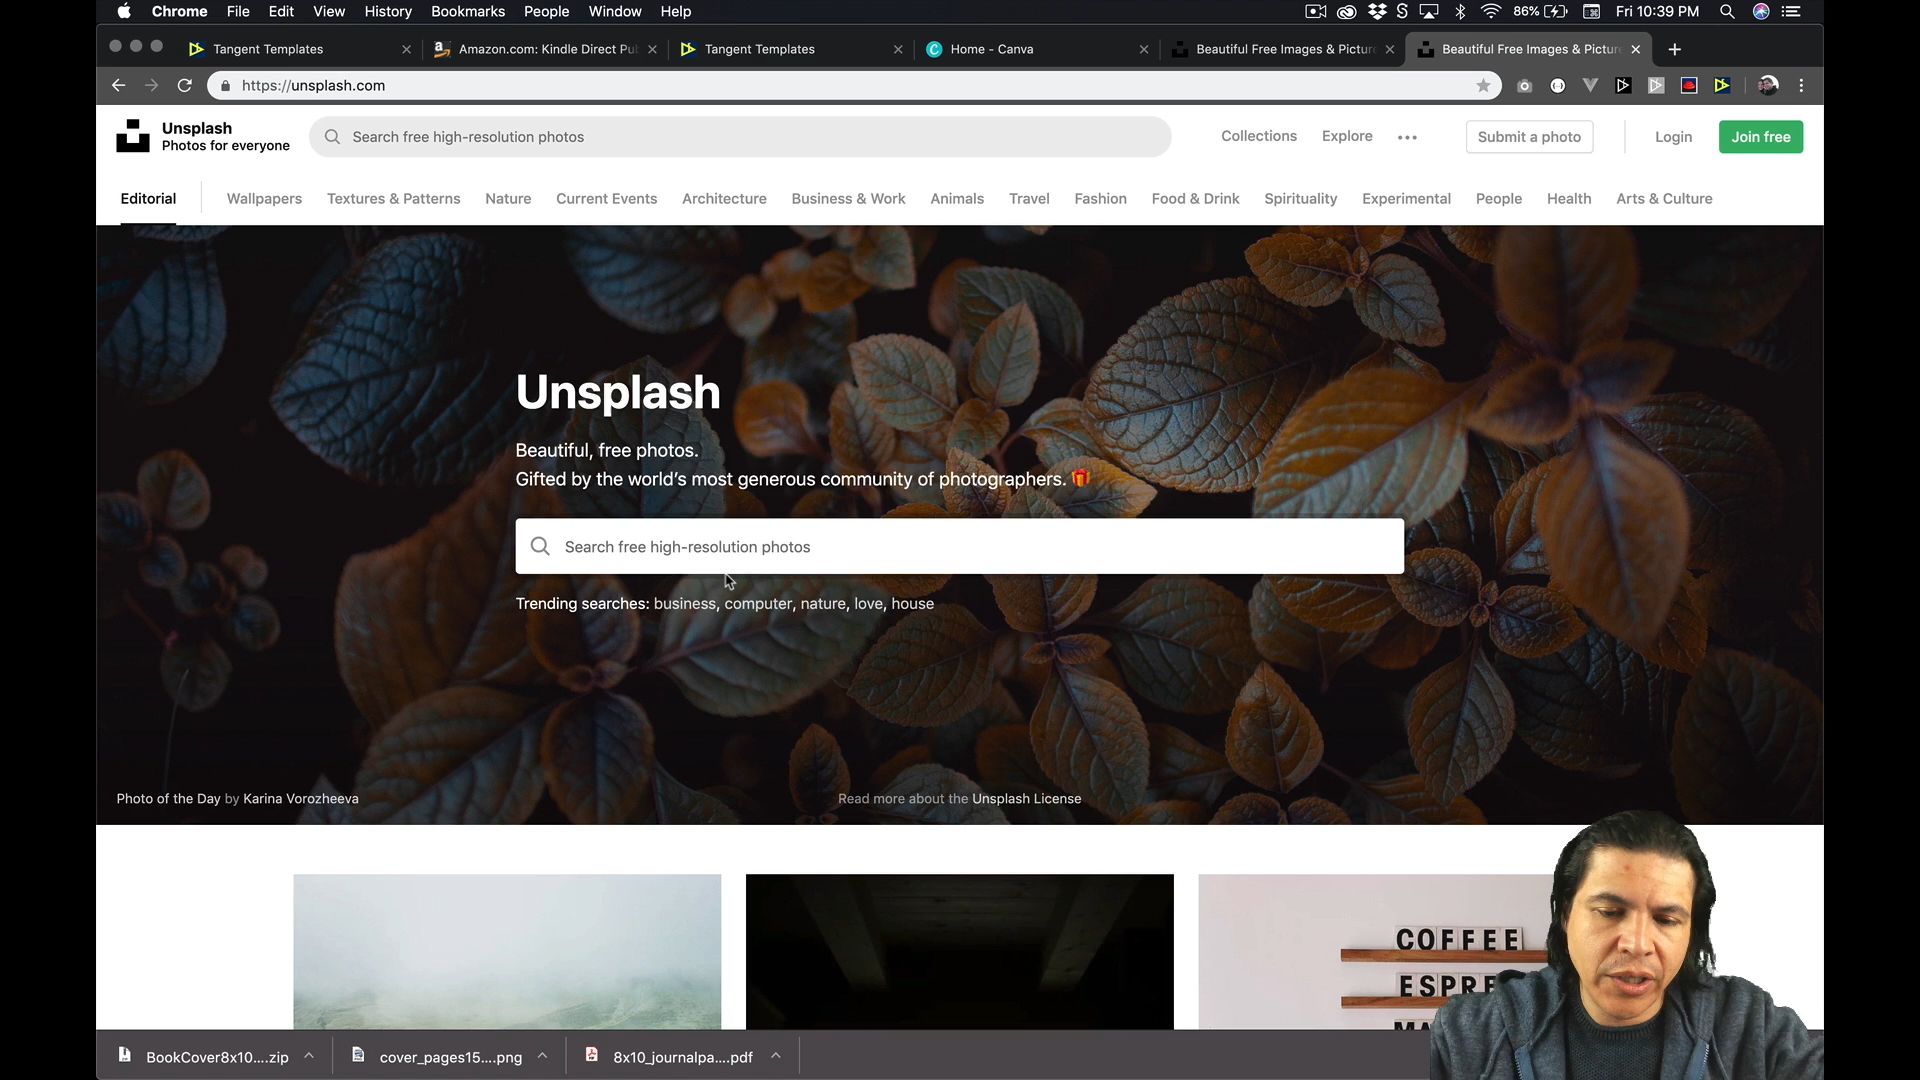 Chrome File Edit View History Bookmarks People Window Help 86% Fri 10:39 PM
Tangent Templates
Amazon.com: Kindle Direct Pu
Tangent Templates
Home - Canva
Beautiful Free Images & Picture
Beautiful Free Images & Picture
https://unsplash.com
Unsplash
Photos for everyone
Search free high-resolution photos
Collections Explore Submit a photo Login Join free
Editorial Wallpapers Textures & Patterns Nature Current Events Architecture Business & Work Animals Travel Fashion Food & Drink Spirituality Experimental People Health Arts & Culture
Unsplash
Beautiful, free photos.
Gifted by the world's most generous community of photographers.
Search free high-resolution photos
Trending searches: business, computer, nature, love, house
Photo of the Day by Karina Vorozheeva
Read more about the Unsplash License
COFFEE
ESPRE
MA
BookCover8x10....zip
cover_pages15....png
8x10_journalpa....pdf